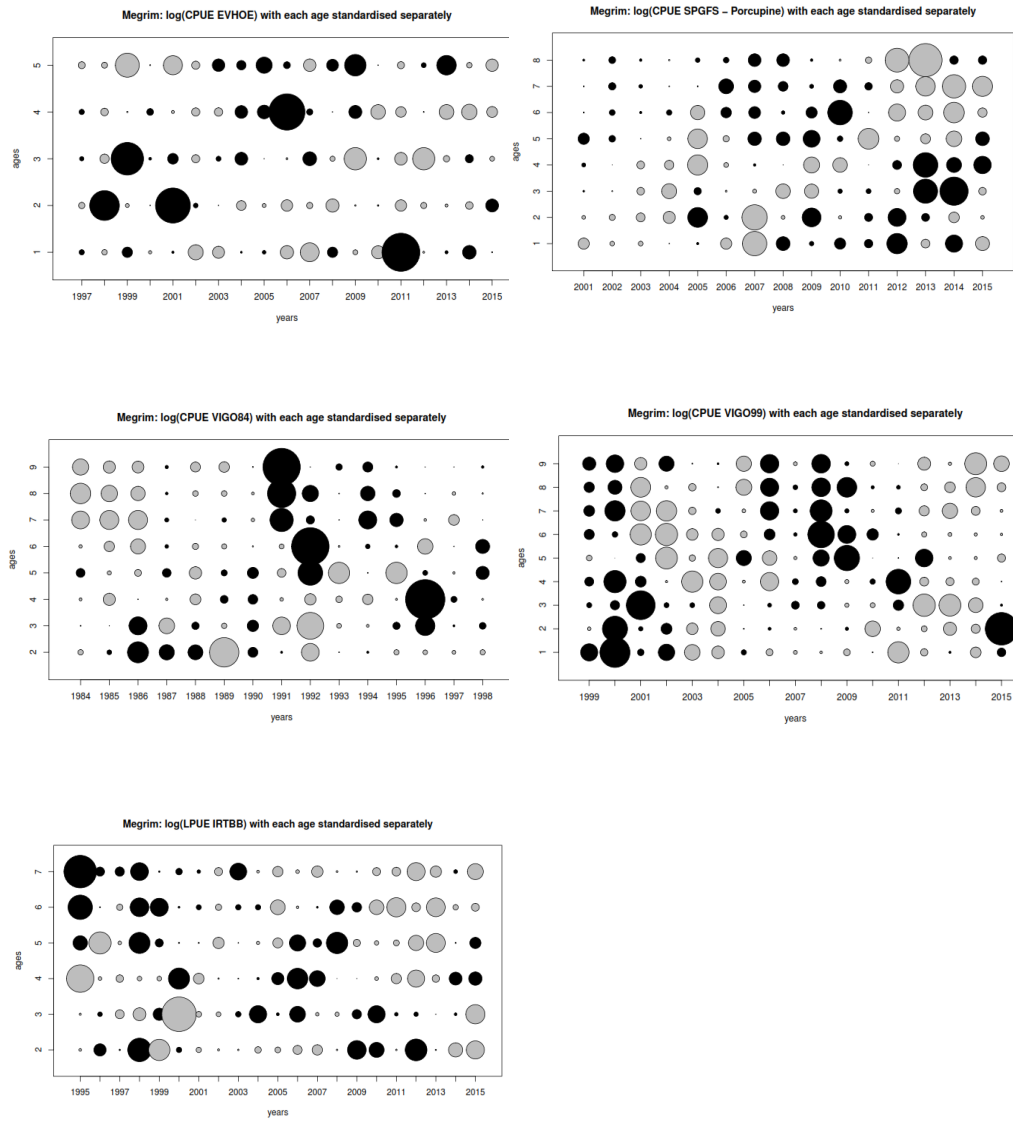 Megrim: log(CPUE EVHOE) with each age standardised separately
5
4
3
2
1
ages
1997 1999 2001 2003 2005 2007 2009 2011 2013 2015
years
Megrim: log(CPUE SPGFS – Porcupine) with each age standardised separately
8
7
6
5
4
3
2
1
ages
2001 2002 2003 2004 2005 2006 2007 2008 2009 2010 2011 2012 2013 2014 2015
years
Megrim: log(CPUE VIGO84) with each age standardised separately
9
8
7
6
5
4
3
2
ages
1984 1985 1986 1987 1988 1989 1990 1991 1992 1993 1994 1995 1996 1997 1998
years
Megrim: log(CPUE VIGO99) with each age standardised separately
9
8
7
6
5
4
3
2
1
ages
1999 2001 2003 2005 2007 2009 2011 2013 2015
years
Megrim: log(LPUE IRTBB) with each age standardised separately
7
6
5
4
3
2
ages
1995 1997 1999 2001 2003 2005 2007 2009 2011 2013 2015
years